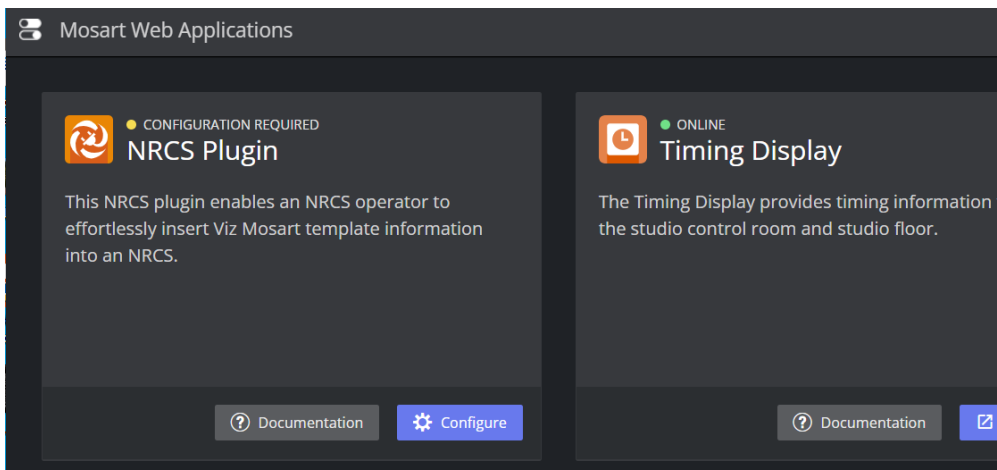 Mosart Web Applications
CONFIGURATION REQUIRED
NRCS Plugin
This NRCS plugin enables an NRCS operator to
effortlessly insert Viz Mosart template information
into an NRCS.
Documentation
Configure
ONLINE
Timing Display
The Timing Display provides timing information
the studio control room and studio floor.
Documentation